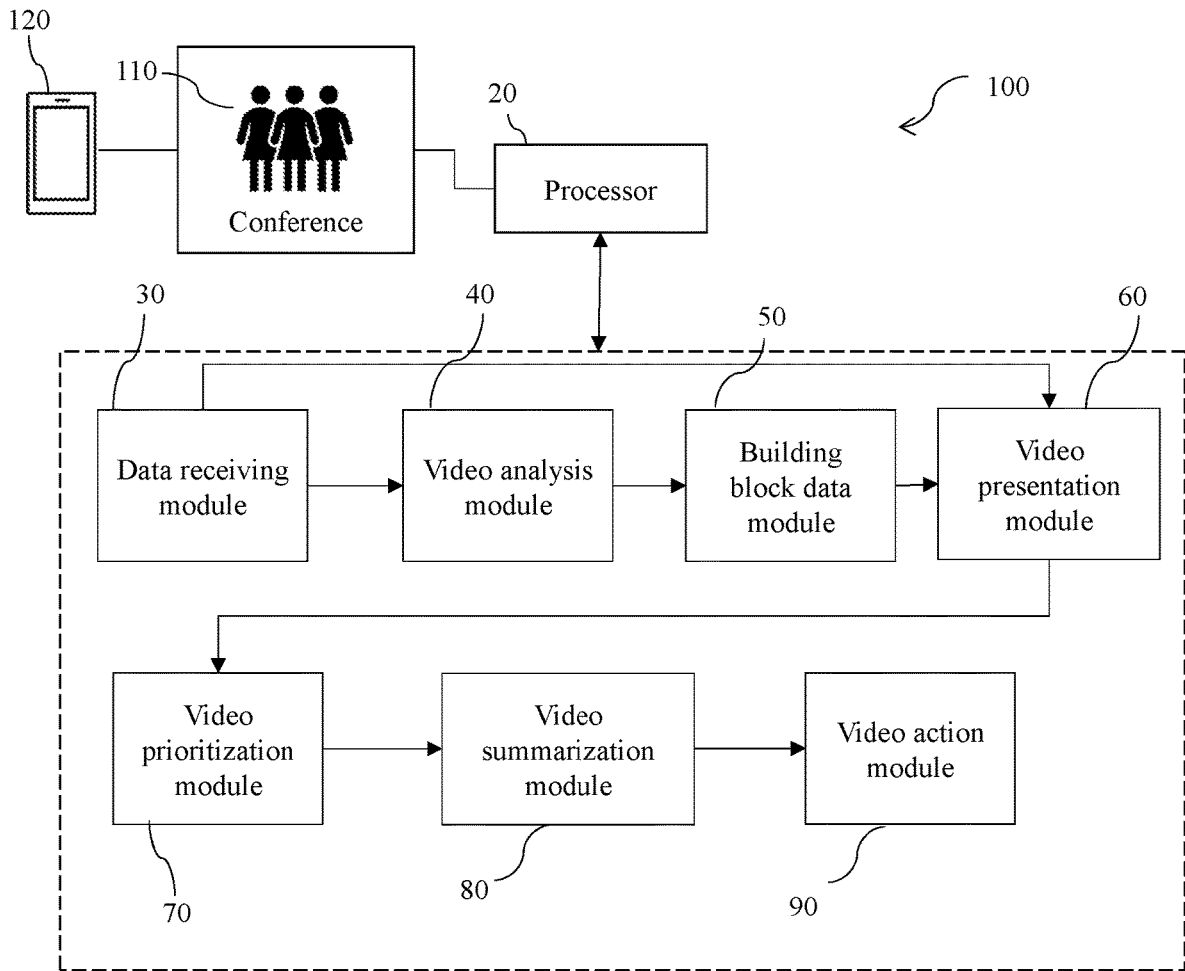 120
110
20
100
Processor
Conference
30
40
50
60
Data receiving
module
Video analysis
module
Building
block data
module
Video
presentation
module
Video
prioritization
module
Video
summarization
module
Video action
module
70
80
90